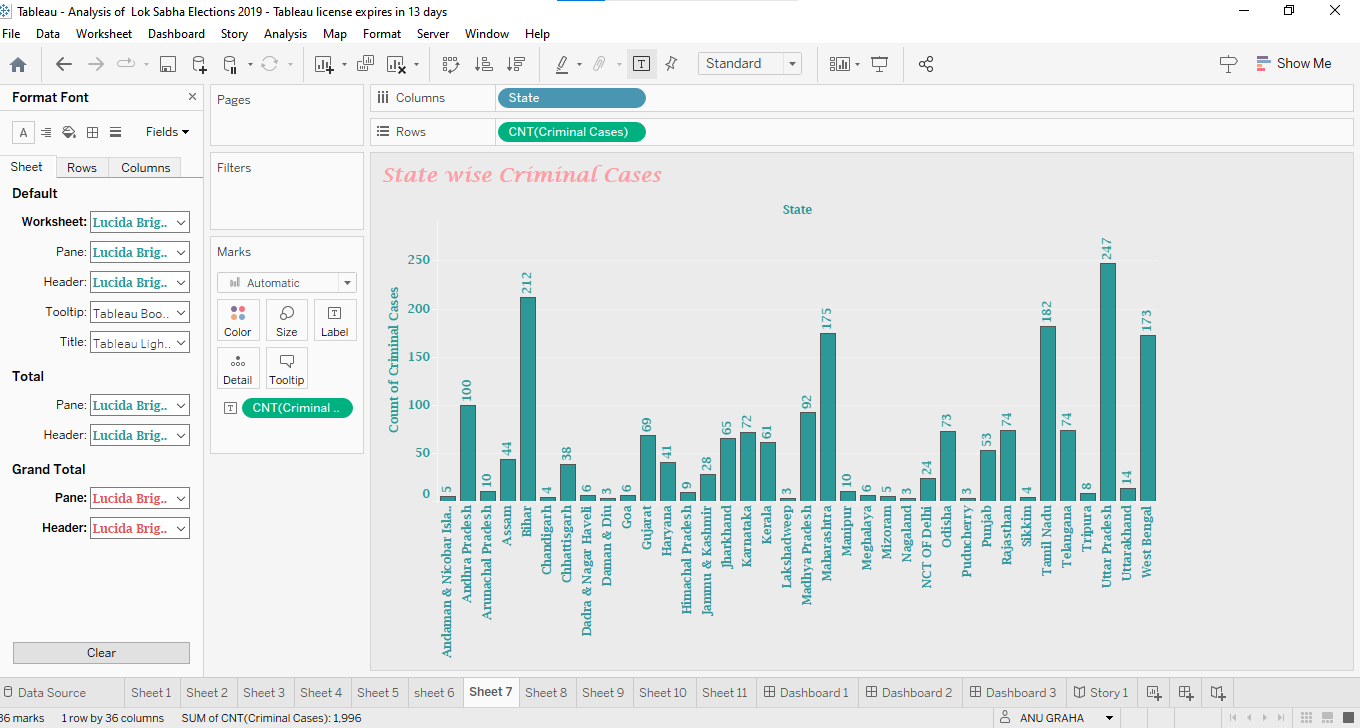 Tableau - Analysis of  Lok Sabha Elections 2019 - Tableau license expires in 13 days
File Data Worksheet Dashboard Story Analysis Map Format Server Window Help
Standard
Show Me
Format Font
Fields
Sheet Rows Columns
Default
Worksheet: Lucida Brig..
Pane: Lucida Brig..
Header: Lucida Brig..
Tooltip: Tableau Boo..
Title: Tableau Ligh..
Total
Pane: Lucida Brig..
Header: Lucida Brig..
Grand Total
Pane: Lucida Brig..
Header: Lucida Brig..
Clear
Pages
Filters
Marks
Automatic
Color Size Label
Detail Tooltip
CNT(Criminal ..
Columns State
Rows CNT(Criminal Cases)
State wise Criminal Cases
State
Count of Criminal Cases
250
200
150
100
50
0
5 100 10 44 212 4 38 6 3 6 69 41 9 28 65 72 61 3 92 175 10 6 5 3 24 73 3 53 74 4 182 74 8 247 14 173
Andaman & Nicobar Isla..
Andhra Pradesh
Arunachal Pradesh
Assam
Bihar
Chandigarh
Chhattisgarh
Dadra & Nagar Haveli
Daman & Diu
Goa
Gujarat
Haryana
Himachal Pradesh
Jammu & Kashmir
Jharkhand
Karnataka
Kerala
Lakshadweep
Madhya Pradesh
Maharashtra
Manipur
Meghalaya
Mizoram
Nagaland
NCT OF Delhi
Odisha
Puducherry
Punjab
Rajasthan
Sikkim
Tamil Nadu
Telangana
Tripura
Uttar Pradesh
Uttarakhand
West Bengal
Data Source Sheet 1 Sheet 2 Sheet 3 Sheet 4 Sheet 5 sheet 6 Sheet 7 Sheet 8 Sheet 9 Sheet 10 Sheet 11 Dashboard 1 Dashboard 2 Dashboard 3 Story 1
36 marks 1 row by 36 columns SUM of CNT(Criminal Cases): 1,996 ANU GRAHA